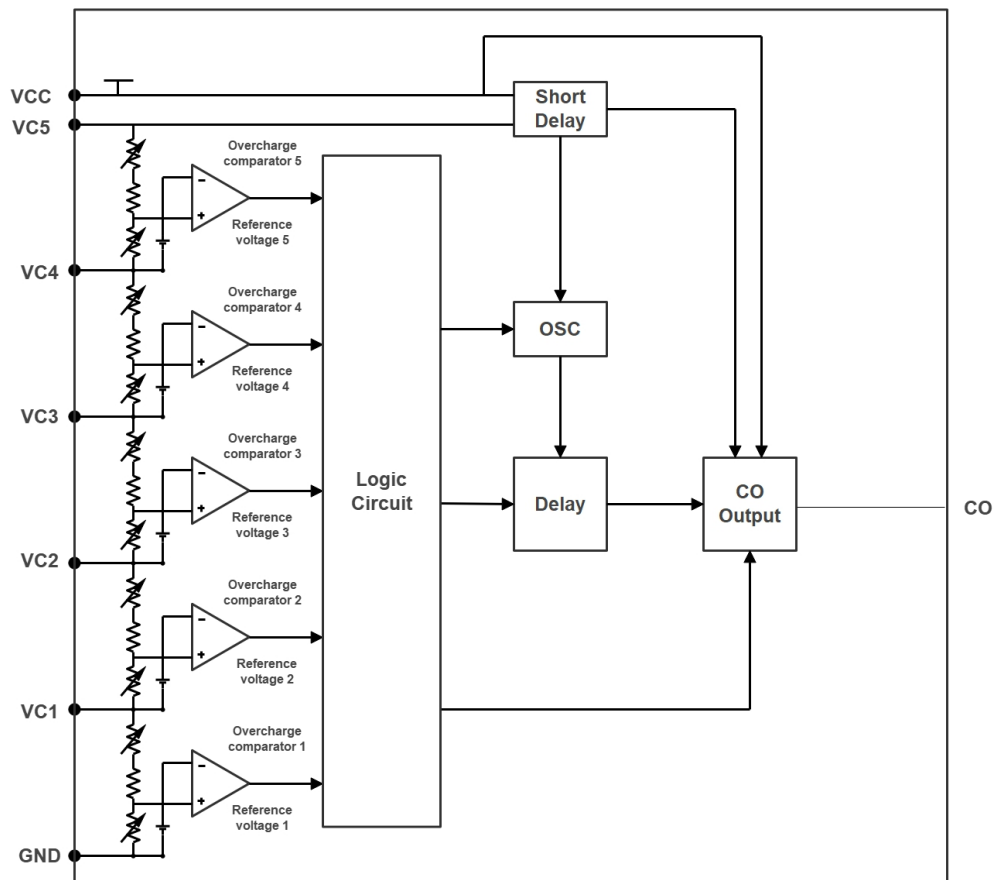 VCC
VC5
Short
Delay
Overcharge
comparator 5
Reference
voltage 5
VC4
Overcharge
comparator 4
Reference
voltage 4
OSC
VC3
Overcharge
comparator 3
Reference
voltage 3
Logic
Circuit
Delay
CO
Output
CO
VC2
Overcharge
comparator 2
Reference
voltage 2
VC1
Overcharge
comparator 1
Reference
voltage 1
GND